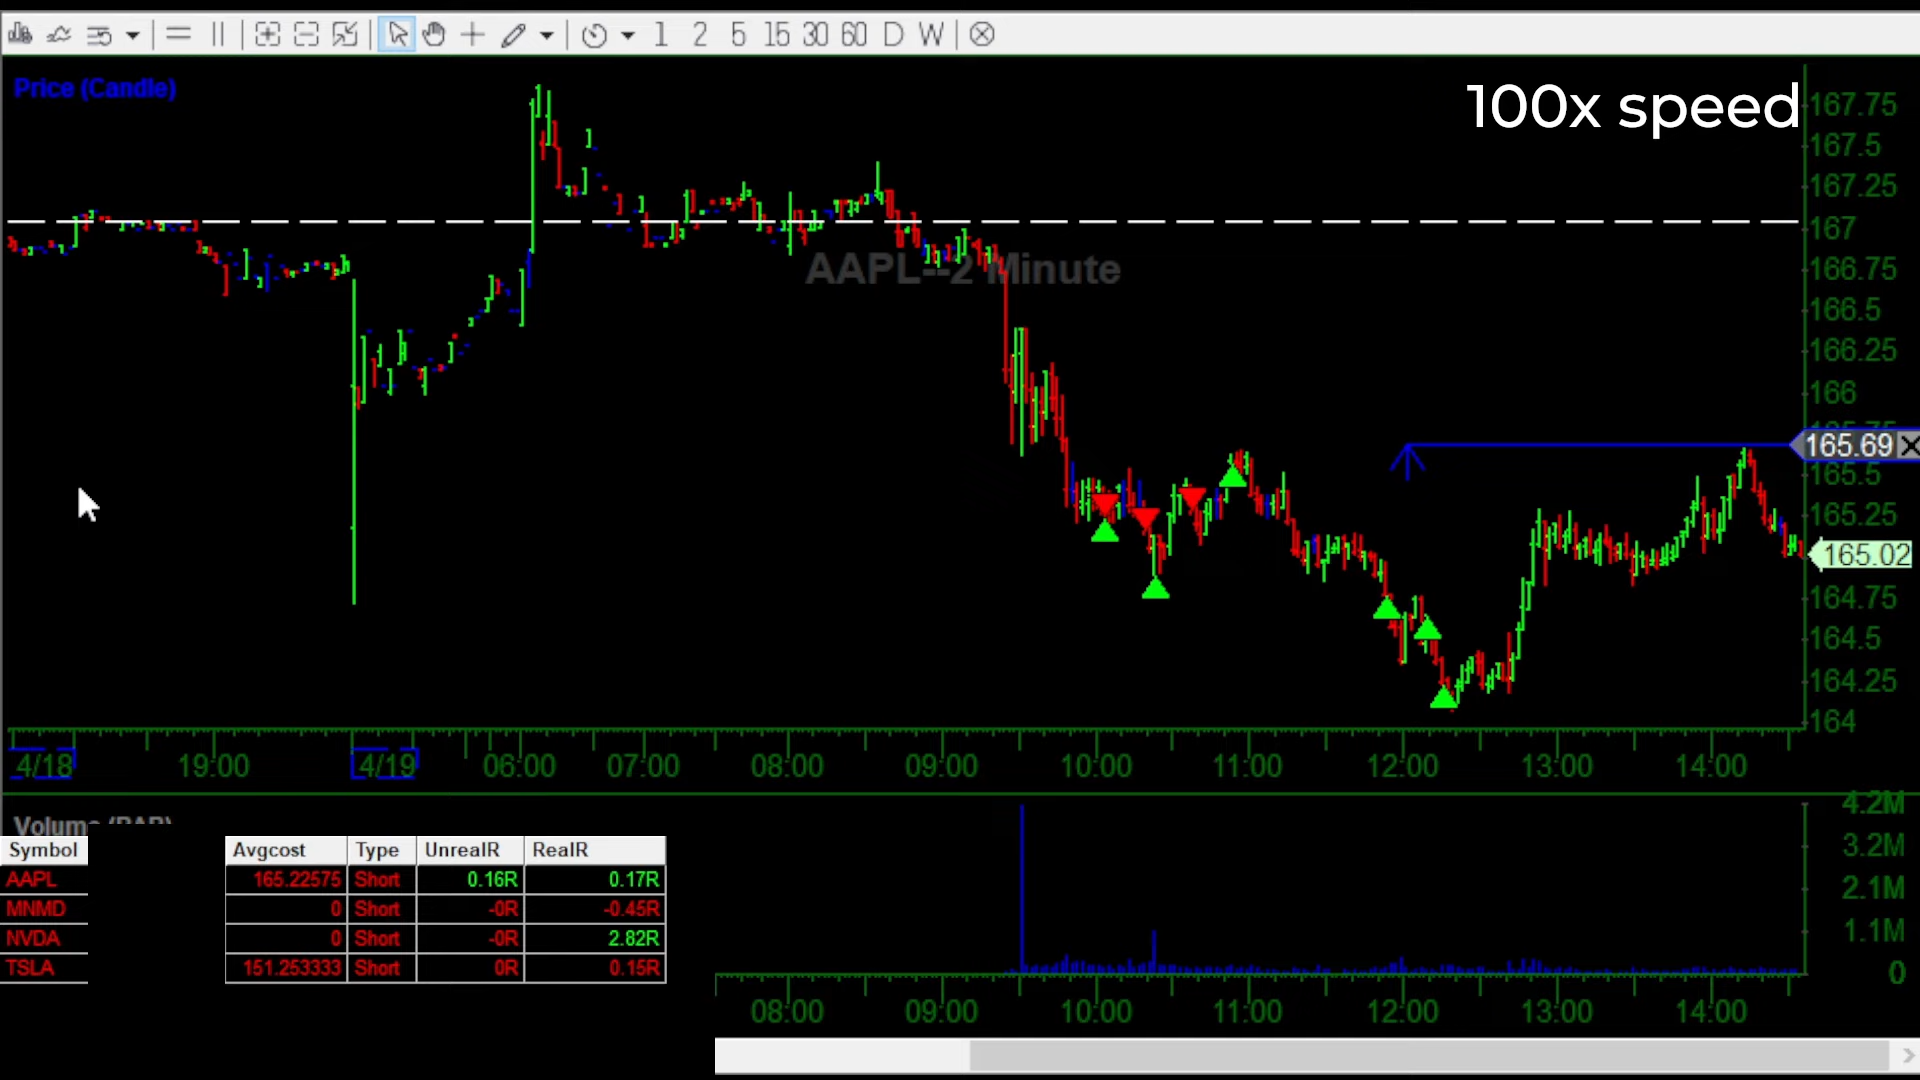 1 2 5 15 30 60 D W
Price (Candle)
100x speed
167.75
167.5
167.25
167
AAPL--2 Minute
166.75
166.5
166.25
166
165.69
165.5
165.25
165.02
164.75
164.5
164.25
164
4/18 19:00 4/19 06:00 07:00 08:00 09:00 10:00 11:00 12:00 13:00 14:00
4.2M
3.2M
2.1M
1.1M
0
Symbol Avgcost Type UnrealR RealR
AAPL 165.22575 Short 0.16R 0.17R
MNMD 0 Short -0R -0.45R
NVDA 0 Short -0R 2.82R
TSLA 151.253333 Short 0R 0.15R
08:00 09:00 10:00 11:00 12:00 13:00 14:00